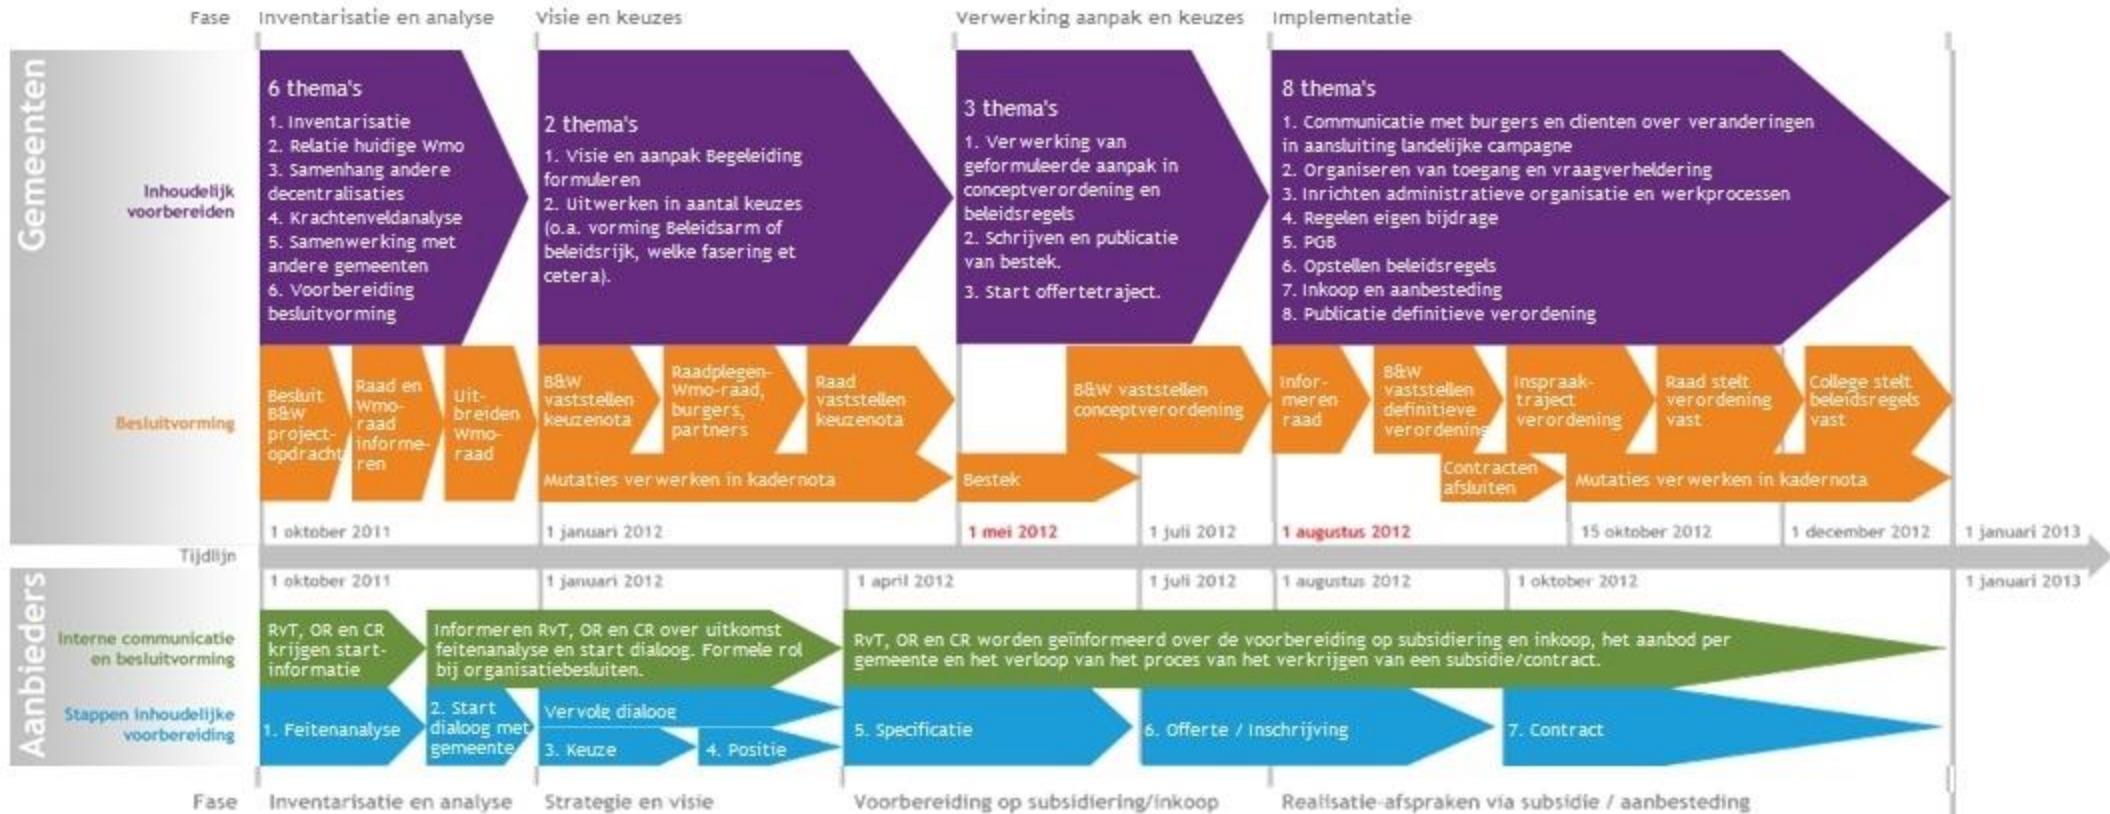 Fase
Inventarisatie en analyse
Visie en keuzes
Verwerking aanpak en keuzes
Implementatie
Gemeenten
Inhoudelijk
voorbereiden
6 thema's
1. Inventarisatie
2. Relatie huidige Wmo
3. Samenhang andere
decentralisaties
4. Krachtenveldanalyse
5. Samenwerking met
andere gemeenten
6. Voorbereiding
besluitvorming
2 thema's
1. Visie en aanpak Begeleiding
formuleren
2. Uitwerken in aantal keuzes
(o.a. vorming Beleidsarm of
beleidsrijk, welke fasering et
cetera).
3 thema's
1. Verwerking van
geformuleerde aanpak in
conceptverordening en
beleidsregels
2. Schrijven en publicatie
van bestek.
3. Start offertetraject.
8 thema's
1. Communicatie met burgers en clienten over veranderingen
in aansluiting landelijke campagne
2. Organiseren van toegang en vraagverheldering
3. Inrichten administratieve organisatie en werkprocessen
4. Regelen eigen bijdrage
5. PGB
6. Opstellen beleidsregels
7. Inkoop en aanbesteding
8. Publicatie definitieve verordening
Besluitvorming
Besluit
B&W
project-
opdracht
Raad en
Wmo-
raad
informe-
ren
Uit-
breiden
Wmo-
raad
B&W
vaststellen
keuzenota
Raadplegen-
Wmo-raad,
burgers,
partners
Raad
vaststellen
keuzenota
Mutaties verwerken in kadernota
B&W vaststellen
conceptverordening
Bestek
Infor-
meren
raad
B&W
vaststellen
definitieve
verordening
Inspraak-
traject
verordening
Raad stelt
verordening
vast
College stelt
beleidsregels
vast
Contracten
afsluiten
Mutaties verwerken in kadernota
1 oktober 2011
1 januari 2012
1 mei 2012
1 juli 2012
1 augustus 2012
15 oktober 2012
1 december 2012
1 januari 2013
Tijdlijn
1 oktober 2011
1 januari 2012
1 april 2012
1 juli 2012
1 augustus 2012
1 oktober 2012
1 januari 2013
Aanbieders
Interne communicatie
en besluitvorming
RvT, OR en CR
krijgen start-
informatie
Informeren RvT, OR en CR over uitkomst
feitenanalyse en start dialoog. Formele rol
bij organisatiebesluiten.
RvT, OR en CR worden geïnformeerd over de voorbereiding op subsidiering en inkoop, het aanbod per
gemeente en het verloop van het proces van het verkrijgen van een subsidie/contract.
Stappen inhoudelijke
voorbereiding
1. Feitenanalyse
2. Start
dialoog met
gemeente
Vervolg dialoog
3. Keuze
4. Positie
5. Specificatie
6. Offerte / Inschrijving
7. Contract
Fase
Inventarisatie en analyse
Strategie en visie
Voorbereiding op subsidiering/inkoop
Realisatie-afspraken via subsidie / aanbesteding